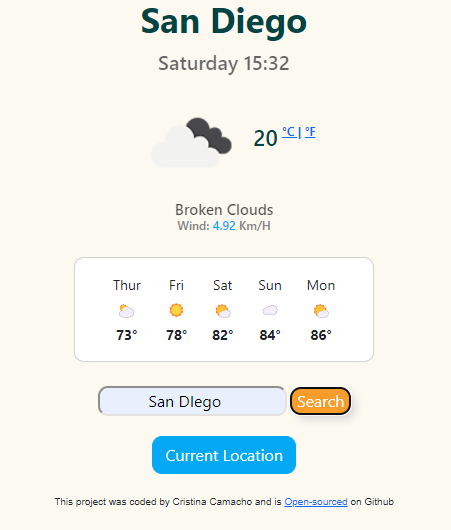 San Diego
Saturday 15:32
20 °C | °F
Broken Clouds
Wind: 4.92 Km/H
Thur Fri Sat Sun Mon
73° 78° 82° 84° 86°
San DIego Search
Current Location
This project was coded by Cristina Camacho and is Open-sourced on Github